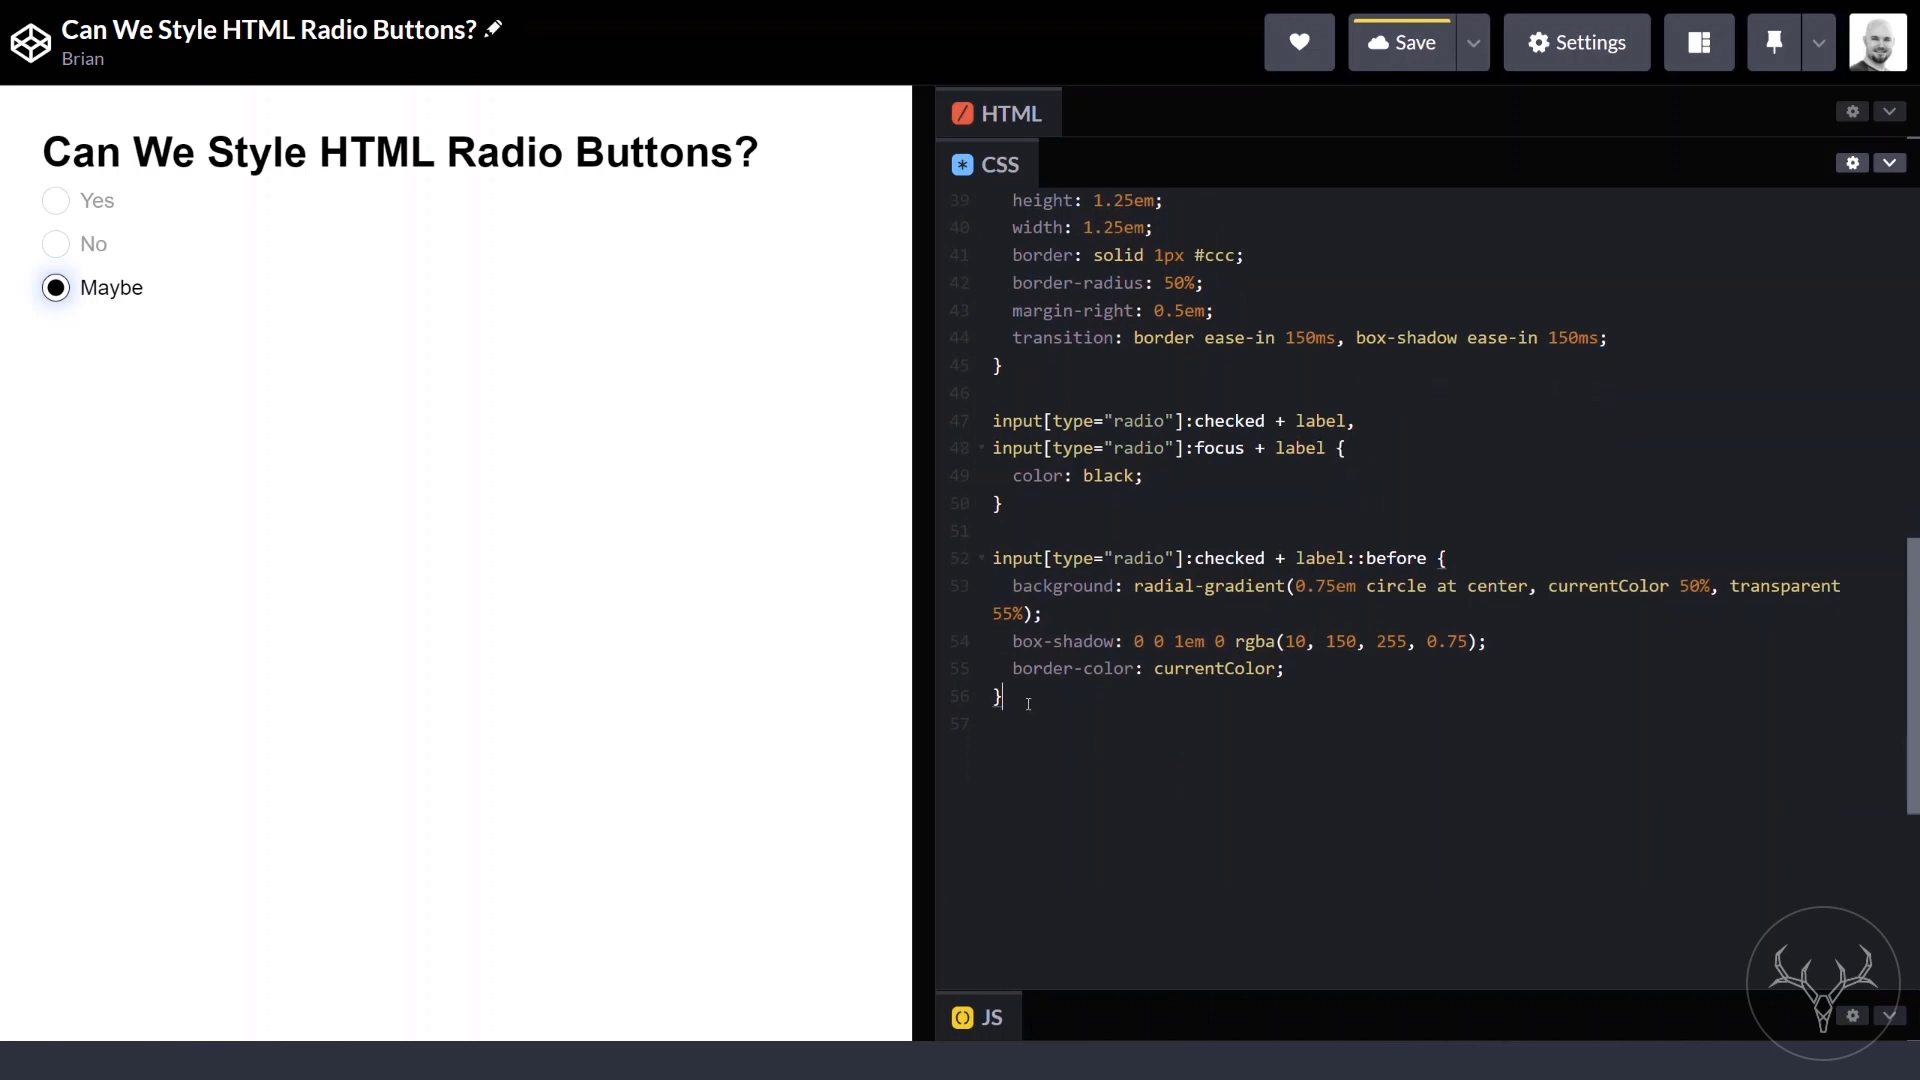 Can We Style HTML Radio Buttons?
Brian
Save
Settings
Can We Style HTML Radio Buttons?
Yes
No
Maybe
HTML
CSS
39 height: 1.25em;
40 width: 1.25em;
41 border: solid 1px #ccc;
42 border-radius: 50%;
43 margin-right: 0.5em;
44 transition: border ease-in 150ms, box-shadow ease-in 150ms;
45 }
46
47 input[type="radio"]:checked + label,
48 input[type="radio"]:focus + label {
49 color: black;
50 }
51
52 input[type="radio"]:checked + label::before {
53 background: radial-gradient(0.75em circle at center, currentColor 50%, transparent
55%);
54 box-shadow: 0 0 1em 0 rgba(10, 150, 255, 0.75);
55 border-color: currentColor;
56 }
57
JS